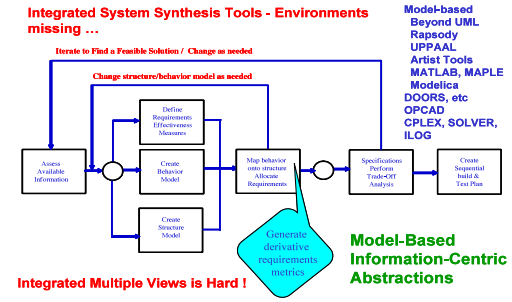 Integrated System Synthesis Tools - Environments
missing …
Model-based
Beyond UML
Rapsody
UPPAAL
Artist Tools
MATLAB, MAPLE
Modelica
DOORS, etc
OPCAD
CPLEX, SOLVER,
ILOG
Iterate to Find a Feasible Solution / Change as needed
Change structure/behavior model as needed
Assess
Available
Information
Define
Requirements
Effectiveness
Measures
Create
Behavior
Model
Create
Structure
Model
Map behavior
onto structure
Allocate
Requirements
Specifications
Perform
Trade-Off
Analysis
Create
Sequential
build &
Test Plan
Generate
derivative
requirements
metrics
Model-Based
Information-Centric
Abstractions
Integrated Multiple Views is Hard !